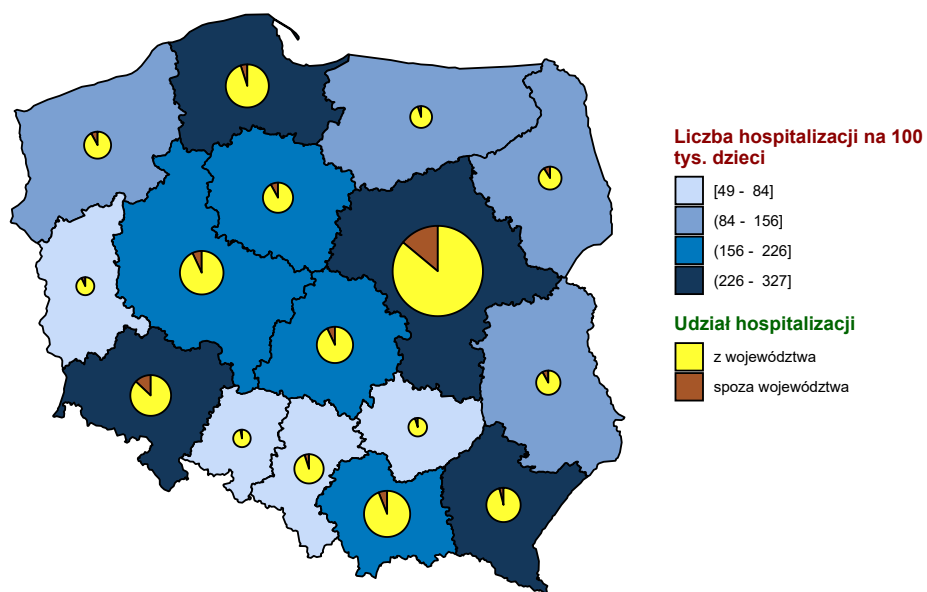 Liczba hospitalizacji na 100
tys. dzieci
[49 - 84]
(84 - 156]
(156 - 226]
(226 - 327]
Udział hospitalizacji
z województwa
spoza województwa